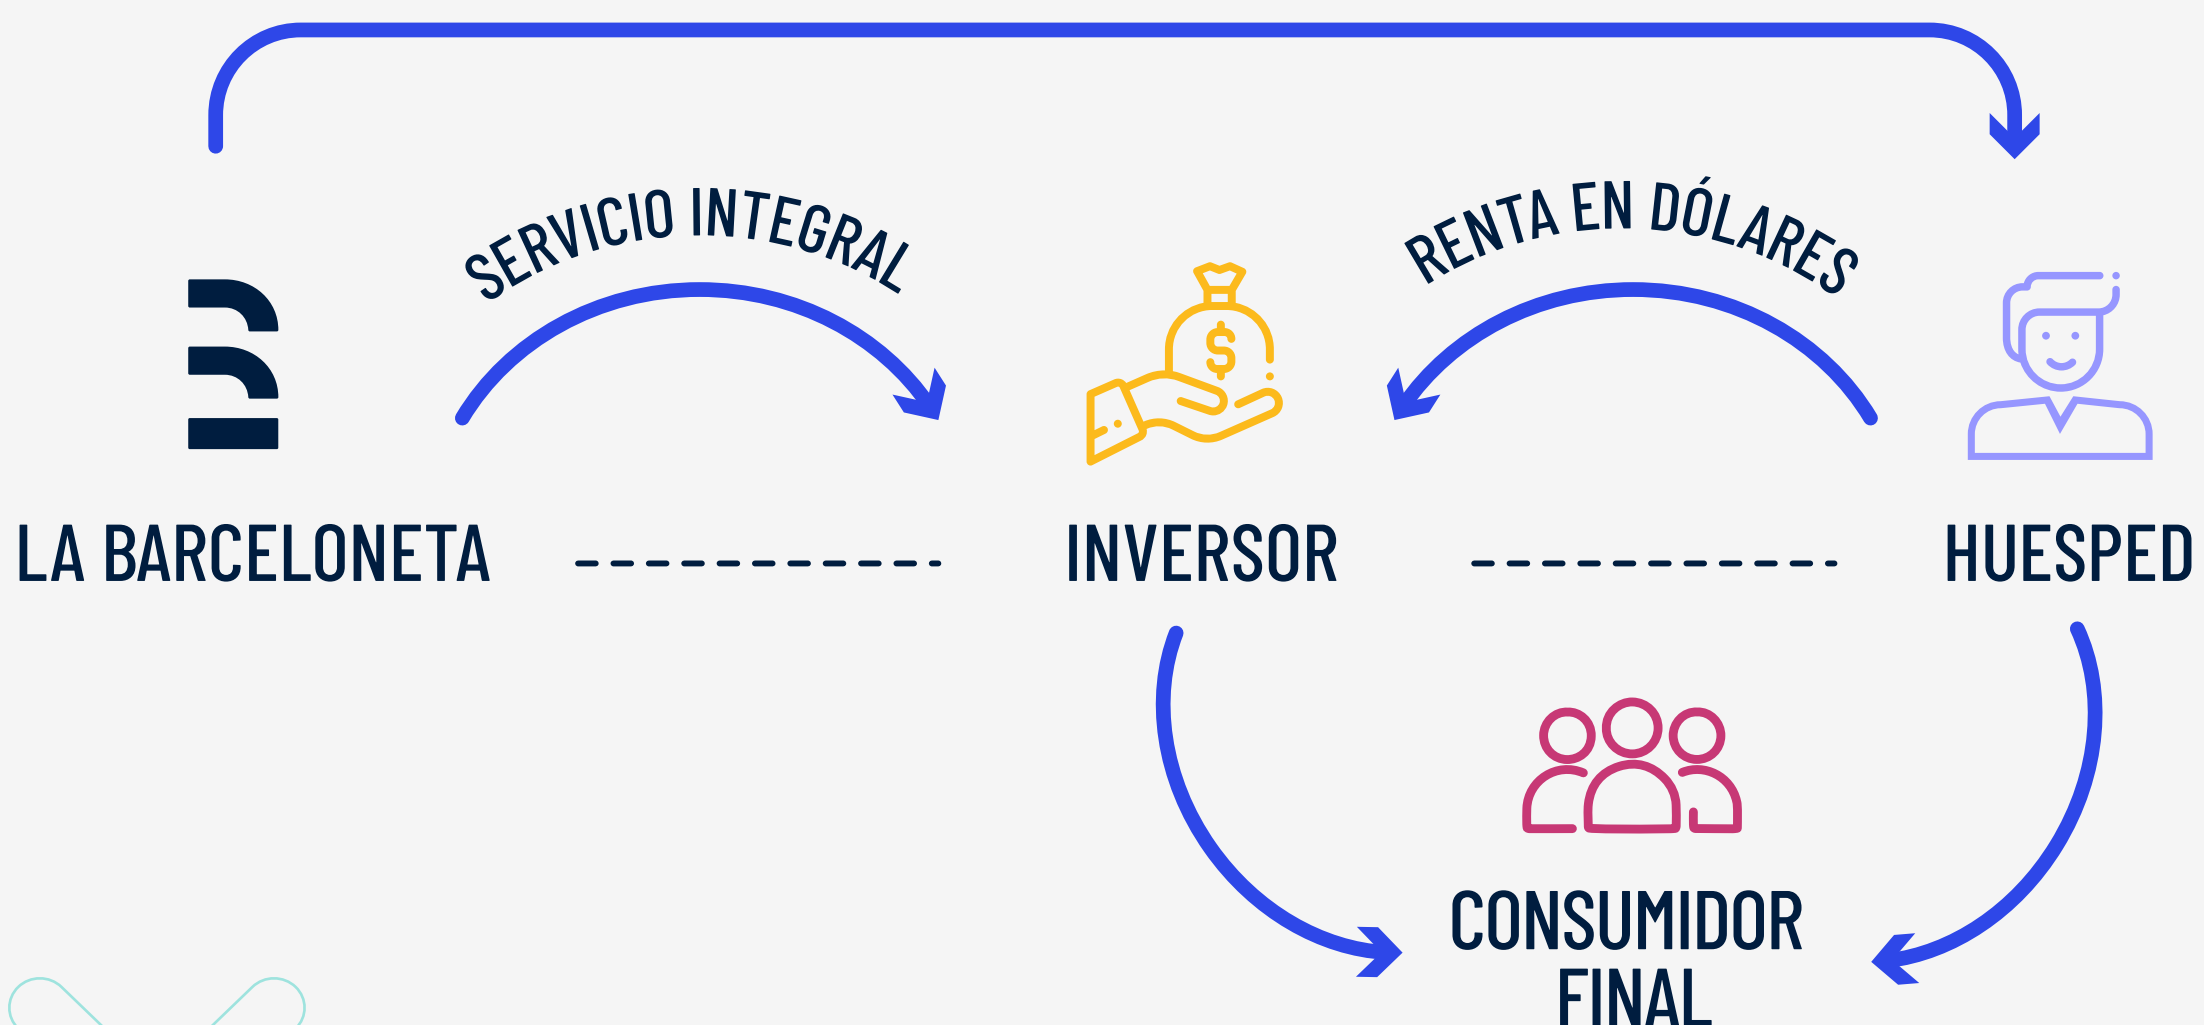 SERVICIO INTEGRAL
RENTA EN DÓLARES
$
LA BARCELONETA
INVERSOR
HUESPED
CONSUMIDOR
FINAL